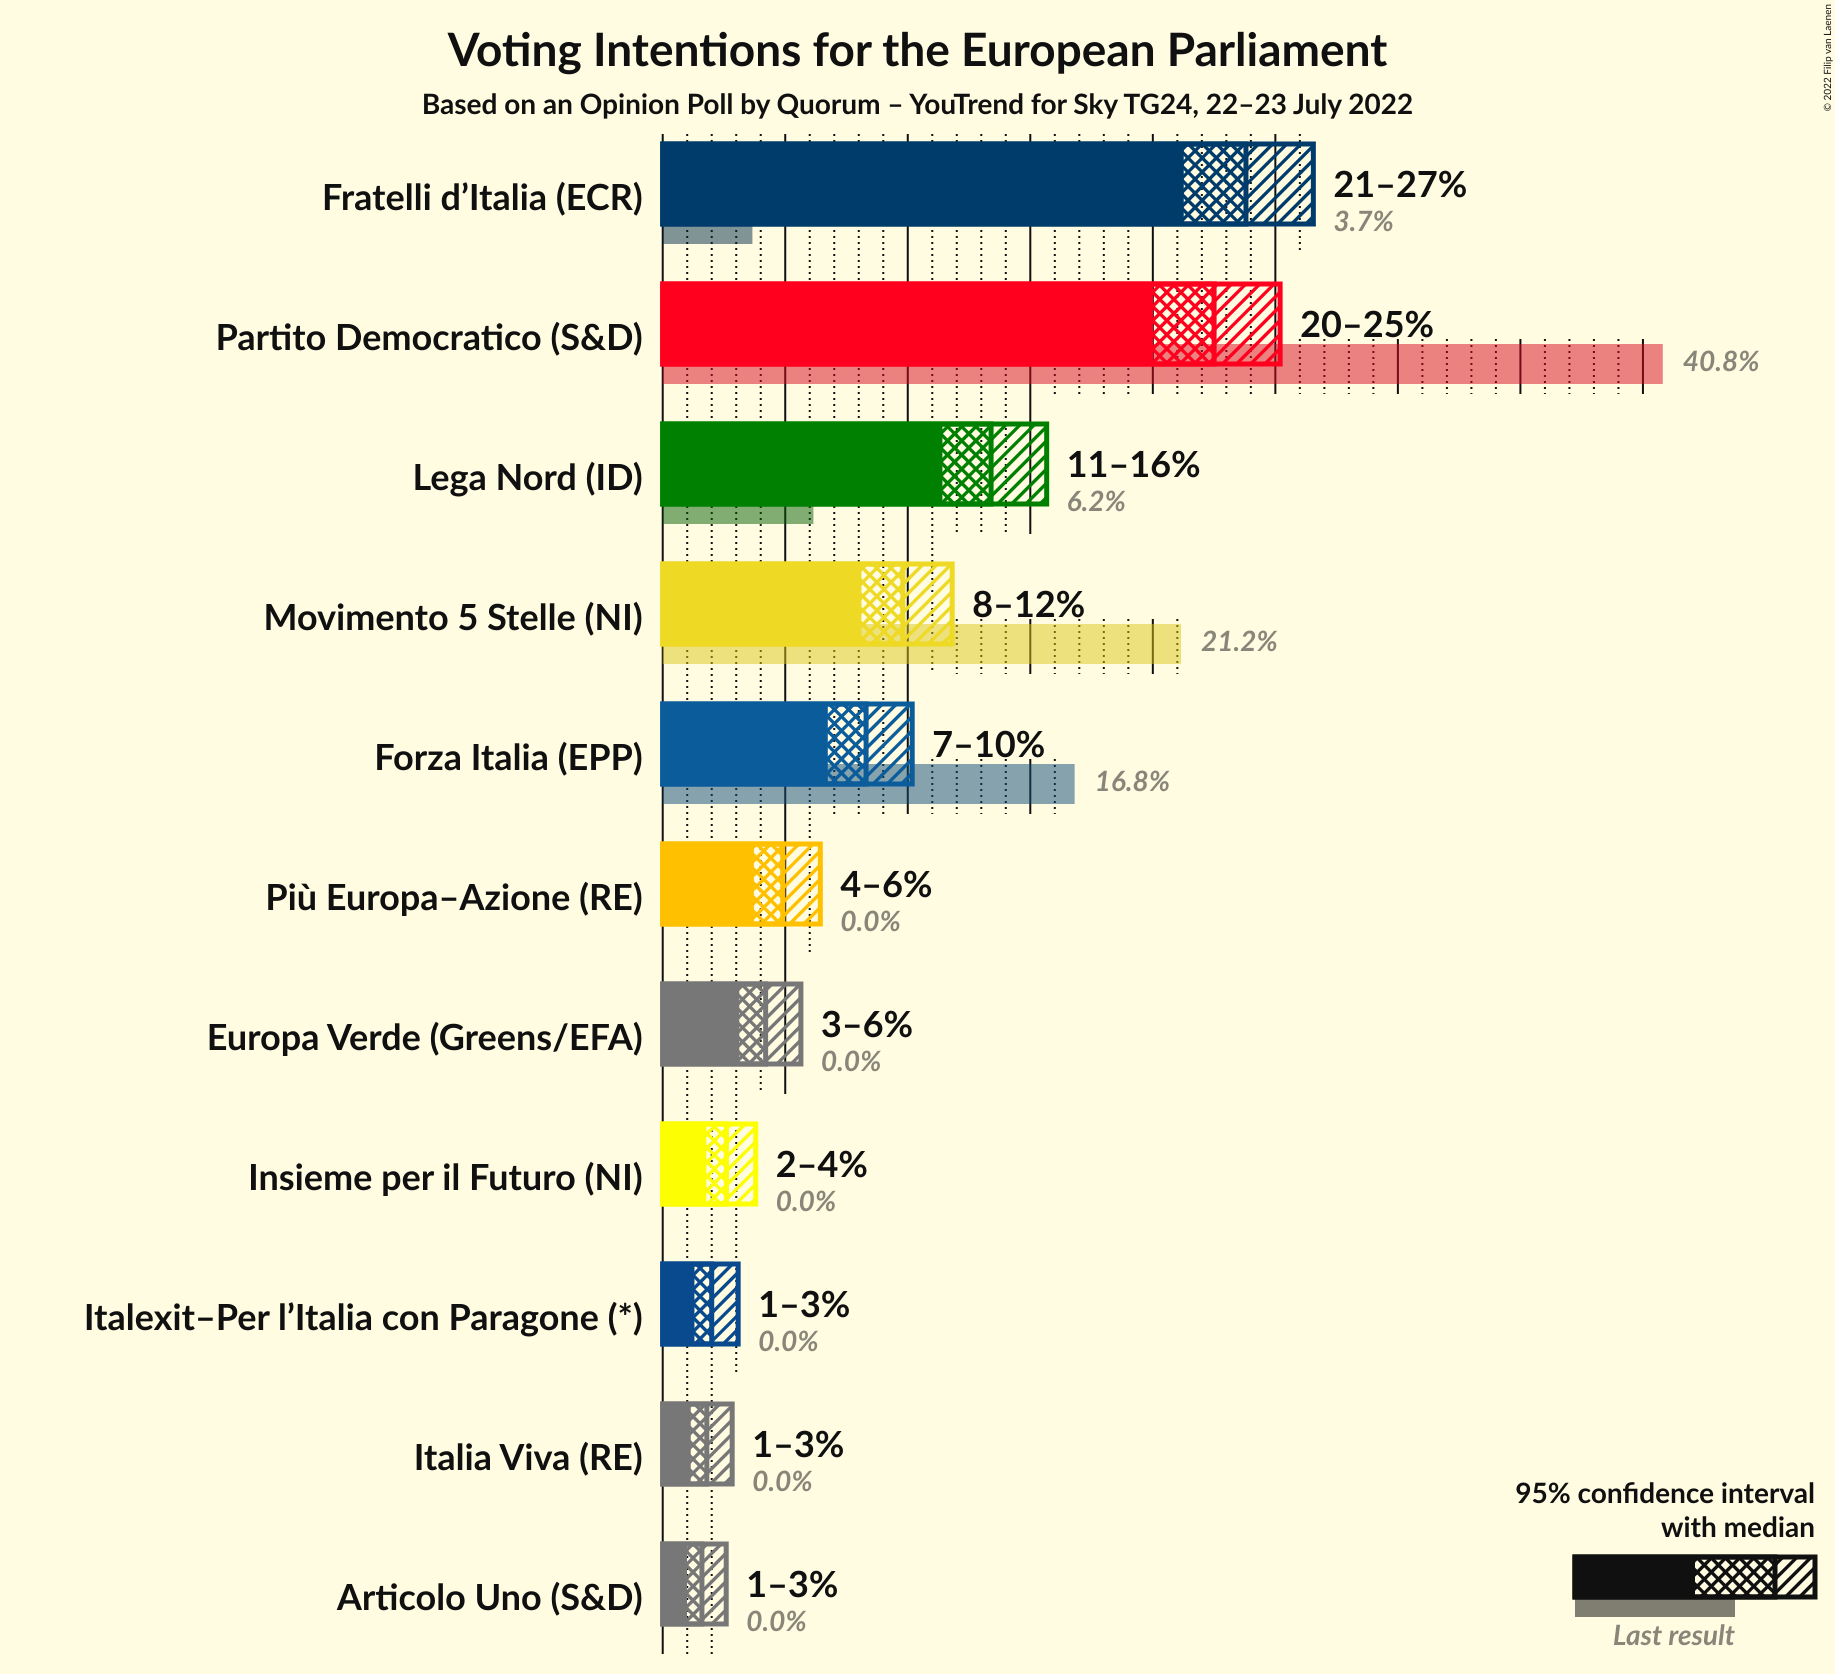 Voting Intentions for the European Parliament
Based on an Opinion Poll by Quorum – YouTrend for Sky TG24, 22–23 July 2022
© 2022 Filip van Laenen
Fratelli d’Italia (ECR)
21–27%
3.7%
Partito Democratico (S&D)
20–25%
40.8%
Lega Nord (ID)
11–16%
6.2%
Movimento 5 Stelle (NI)
8–12%
21.2%
Forza Italia (EPP)
7–10%
16.8%
Più Europa–Azione (RE)
4–6%
0.0%
Europa Verde (Greens/EFA)
3–6%
0.0%
Insieme per il Futuro (NI)
2–4%
0.0%
Italexit–Per l’Italia con Paragone (*)
1–3%
0.0%
Italia Viva (RE)
1–3%
0.0%
Articolo Uno (S&D)
1–3%
0.0%
95% confidence interval
with median
Last result